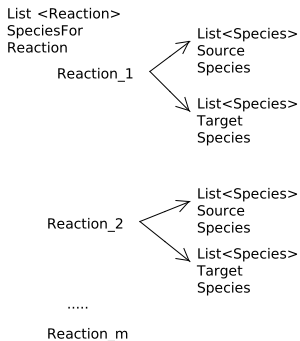 List <Reaction>
SpeciesFor
Reaction
Reaction_1
List<Species>
Source
Species
List<Species>
Target
Species
Reaction_2
List<Species>
Source
Species
List<Species>
Target
Species
.....
Reaction_m